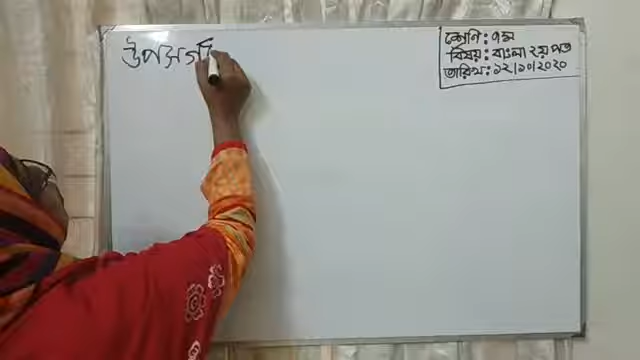 উপসর্গ
শ্রেণি: ৭ম
বিষয়: বাংলা ২য় পত্র
তারিখ: ১২/১০/২০২০